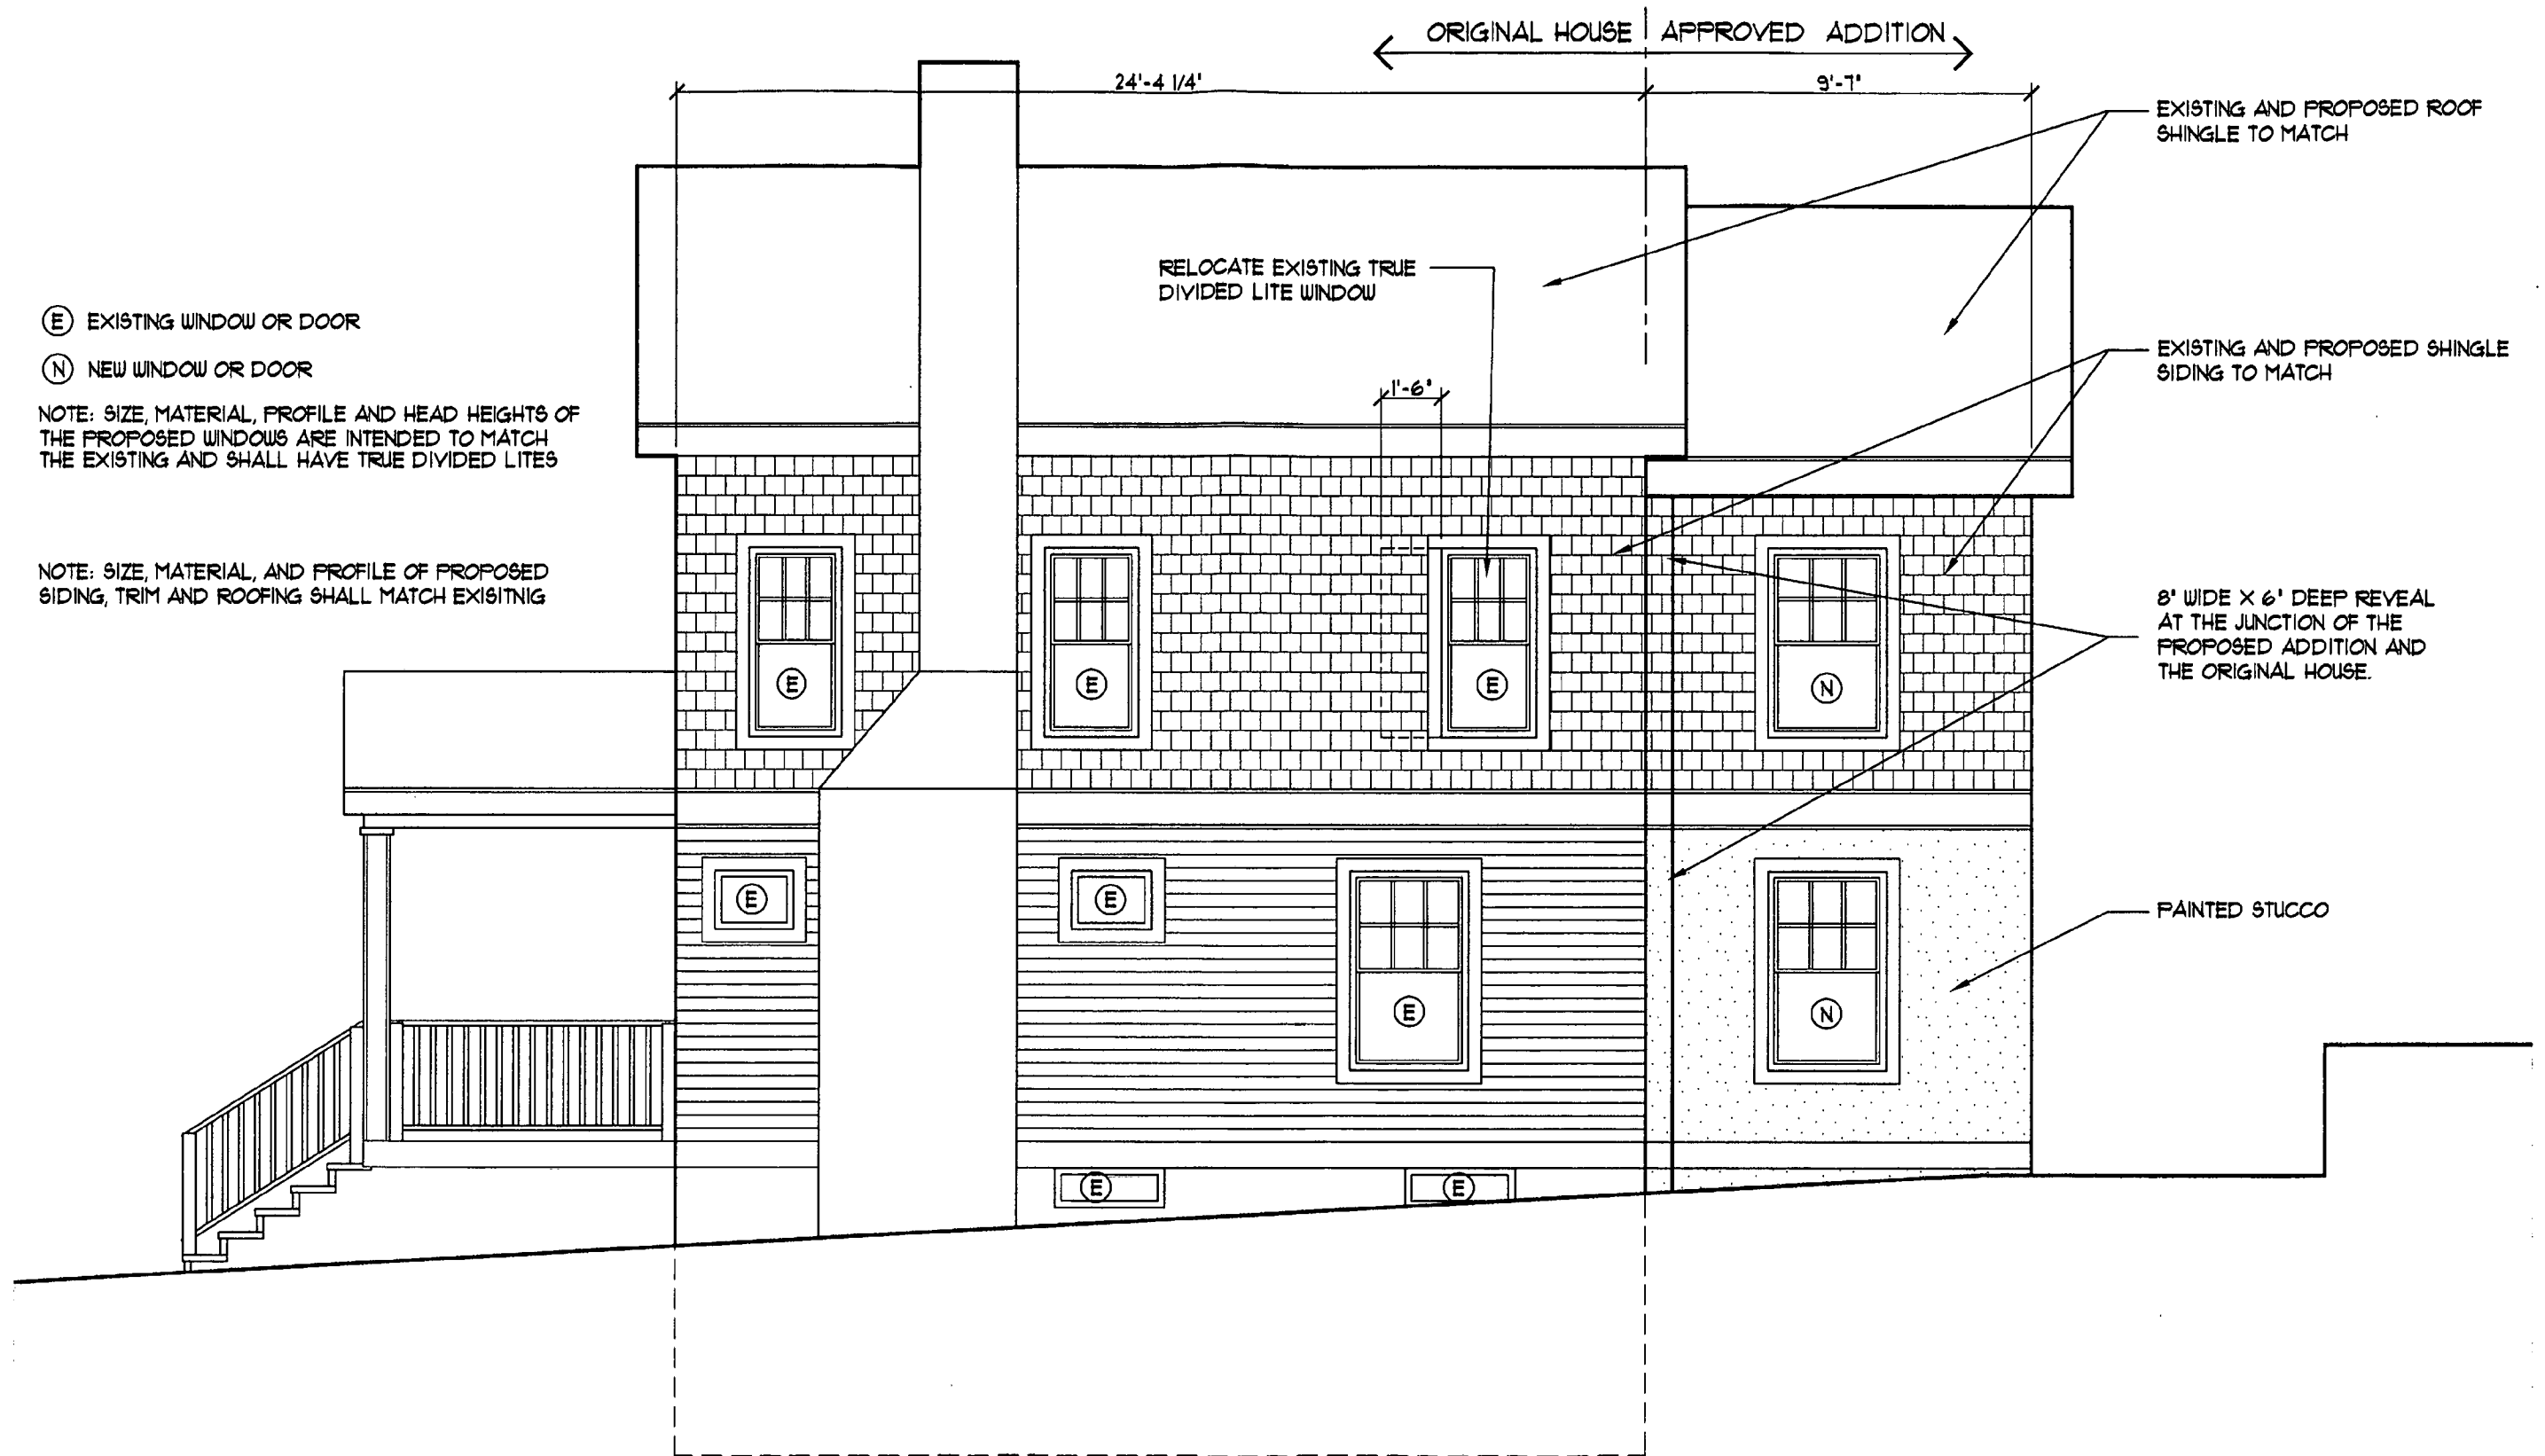 ORIGINAL HOUSE APPROVED ADDITION
24'-4 1/4"
9'-7"
EXISTING AND PROPOSED ROOF
SHINGLE TO MATCH
RELOCATE EXISTING TRUE
DIVIDED LITE WINDOW
E EXISTING WINDOW OR DOOR
N NEW WINDOW OR DOOR
EXISTING AND PROPOSED SHINGLE
SIDING TO MATCH
1'-6"
NOTE: SIZE, MATERIAL, PROFILE AND HEAD HEIGHTS OF
THE PROPOSED WINDOWS ARE INTENDED TO MATCH
THE EXISTING AND SHALL HAVE TRUE DIVIDED LITES
NOTE: SIZE, MATERIAL, AND PROFILE OF PROPOSED
SIDING, TRIM AND ROOFING SHALL MATCH EXISITNIG
8" WIDE X 6" DEEP REVEAL
AT THE JUNCTION OF THE
PROPOSED ADDITION AND
THE ORIGINAL HOUSE.
E
E
E
N
E
E
E
N
PAINTED STUCCO
E
E